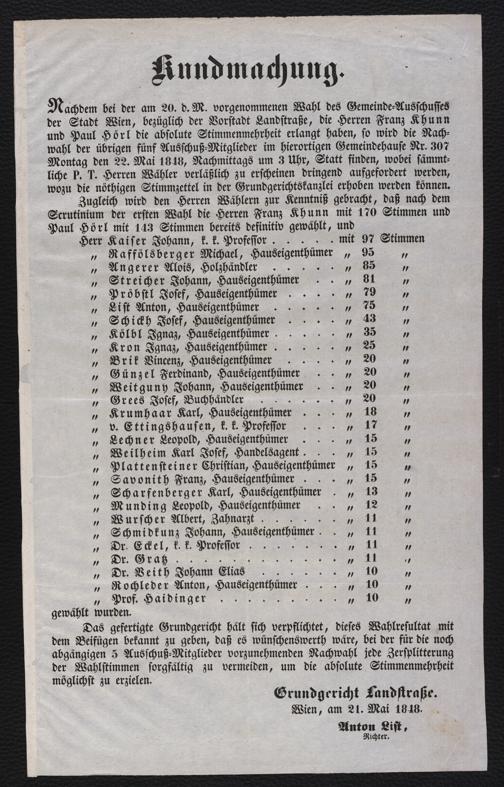 Kundmachung.
Nachdem bei der am 20. d. M. vorgenommenen Wahl des Gemeinde-Ausschusses
der Stadt Wien, bezüglich der Vorstadt Landstraße, die Herren Franz Khunn
und Paul Hörl die absolute Stimmenmehrheit erlangt haben, so wird die Nach-
wahl der übrigen fünf Ausschuß-Mitglieder im hierortigen Gemeindehause Nr. 307
Montag den 22. Mai 1848, Nachmittags um 3 Uhr, Statt finden, wobei sämmt-
liche P. T. Herren Wähler verläßlich zu erscheinen dringend aufgefordert werden,
wozu die nöthigen Stimmzettel in der Grundgerichtskanzlei erhoben werden können.
Zugleich wird den Herren Wählern zur Kenntniß gebracht, daß nach dem
Scrutinium der ersten Wahl die Herren Franz Khunn mit 170 Stimmen und
Paul Hörl mit 143 Stimmen bereits definitiv gewählt, und
Herr Kaiser Johann, k. k. Professor . . . . . mit 97 Stimmen
„ Raffölsberger Michael, Hauseigenthümer „ 95 „
„ Angerer Alois, Holzhändler . . . . . „ 85 „
„ Streicher Johann, Hauseigenthümer . . . „ 81 „
„ Pröbstl Josef, Hauseigenthümer . . . . „ 79 „
„ List Anton, Hauseigenthümer . . . . „ 75 „
„ Schickh Josef, Hauseigenthümer . . . . „ 43 „
„ Kölbl Ignaz, Hauseigenthümer . . . . „ 35 „
„ Kron Ignaz, Hauseigenthümer . . . . „ 25 „
„ Brik Vincenz, Hauseigenthümer . . . . „ 20 „
„ Günzel Ferdinand, Hauseigenthümer . . . „ 20 „
„ Weitguny Johann, Hauseigenthümer . . . „ 20 „
„ Grees Josef, Buchhändler . . . . . „ 20 „
„ Krumhaar Karl, Hauseigenthümer . . . „ 18 „
„ v. Ettingshausen, k. k. Professor . . . „ 17 „
„ Lechner Leopold, Hauseigenthümer . . . „ 15 „
„ Weilheim Karl Josef, Handelsagent . . . „ 15 „
„ Plattensteiner Christian, Hauseigenthümer „ 15 „
„ Savonith Franz, Hauseigenthümer . . . „ 15 „
„ Scharfenberger Karl, Hauseigenthümer . „ 13 „
„ Munding Leopold, Hauseigenthümer . . „ 12 „
„ Wurscher Albert, Zahnarzt . . . . . „ 11 „
„ Schmidkunz Johann, Hauseigenthümer . . „ 11 „
„ Dr. Eckel, k. k. Professor . . . . . . „ 11 „
„ Dr. Gratz . . . . . . . . . „ 11 „
„ Dr. Veith Johann Elias . . . . . „ 10 „
„ Rochleder Anton, Hauseigenthümer . . . „ 10 „
„ Prof. Haidinger . . . . . . . „ 10 „
gewählt wurden.
Das gefertigte Grundgericht hält sich verpflichtet, dieses Wahlresultat mit
dem Beifügen bekannt zu geben, daß es wünschenswerth wäre, bei der für die noch
abgängigen 5 Ausschuß-Mitglieder vorzunehmenden Nachwahl jede Zersplitterung
der Wahlstimmen sorgfältig zu vermeiden, um die absolute Stimmenmehrheit
möglichst zu erzielen.
Grundgericht Landstraße.
Wien, am 21. Mai 1848.
Anton List,
Richter.